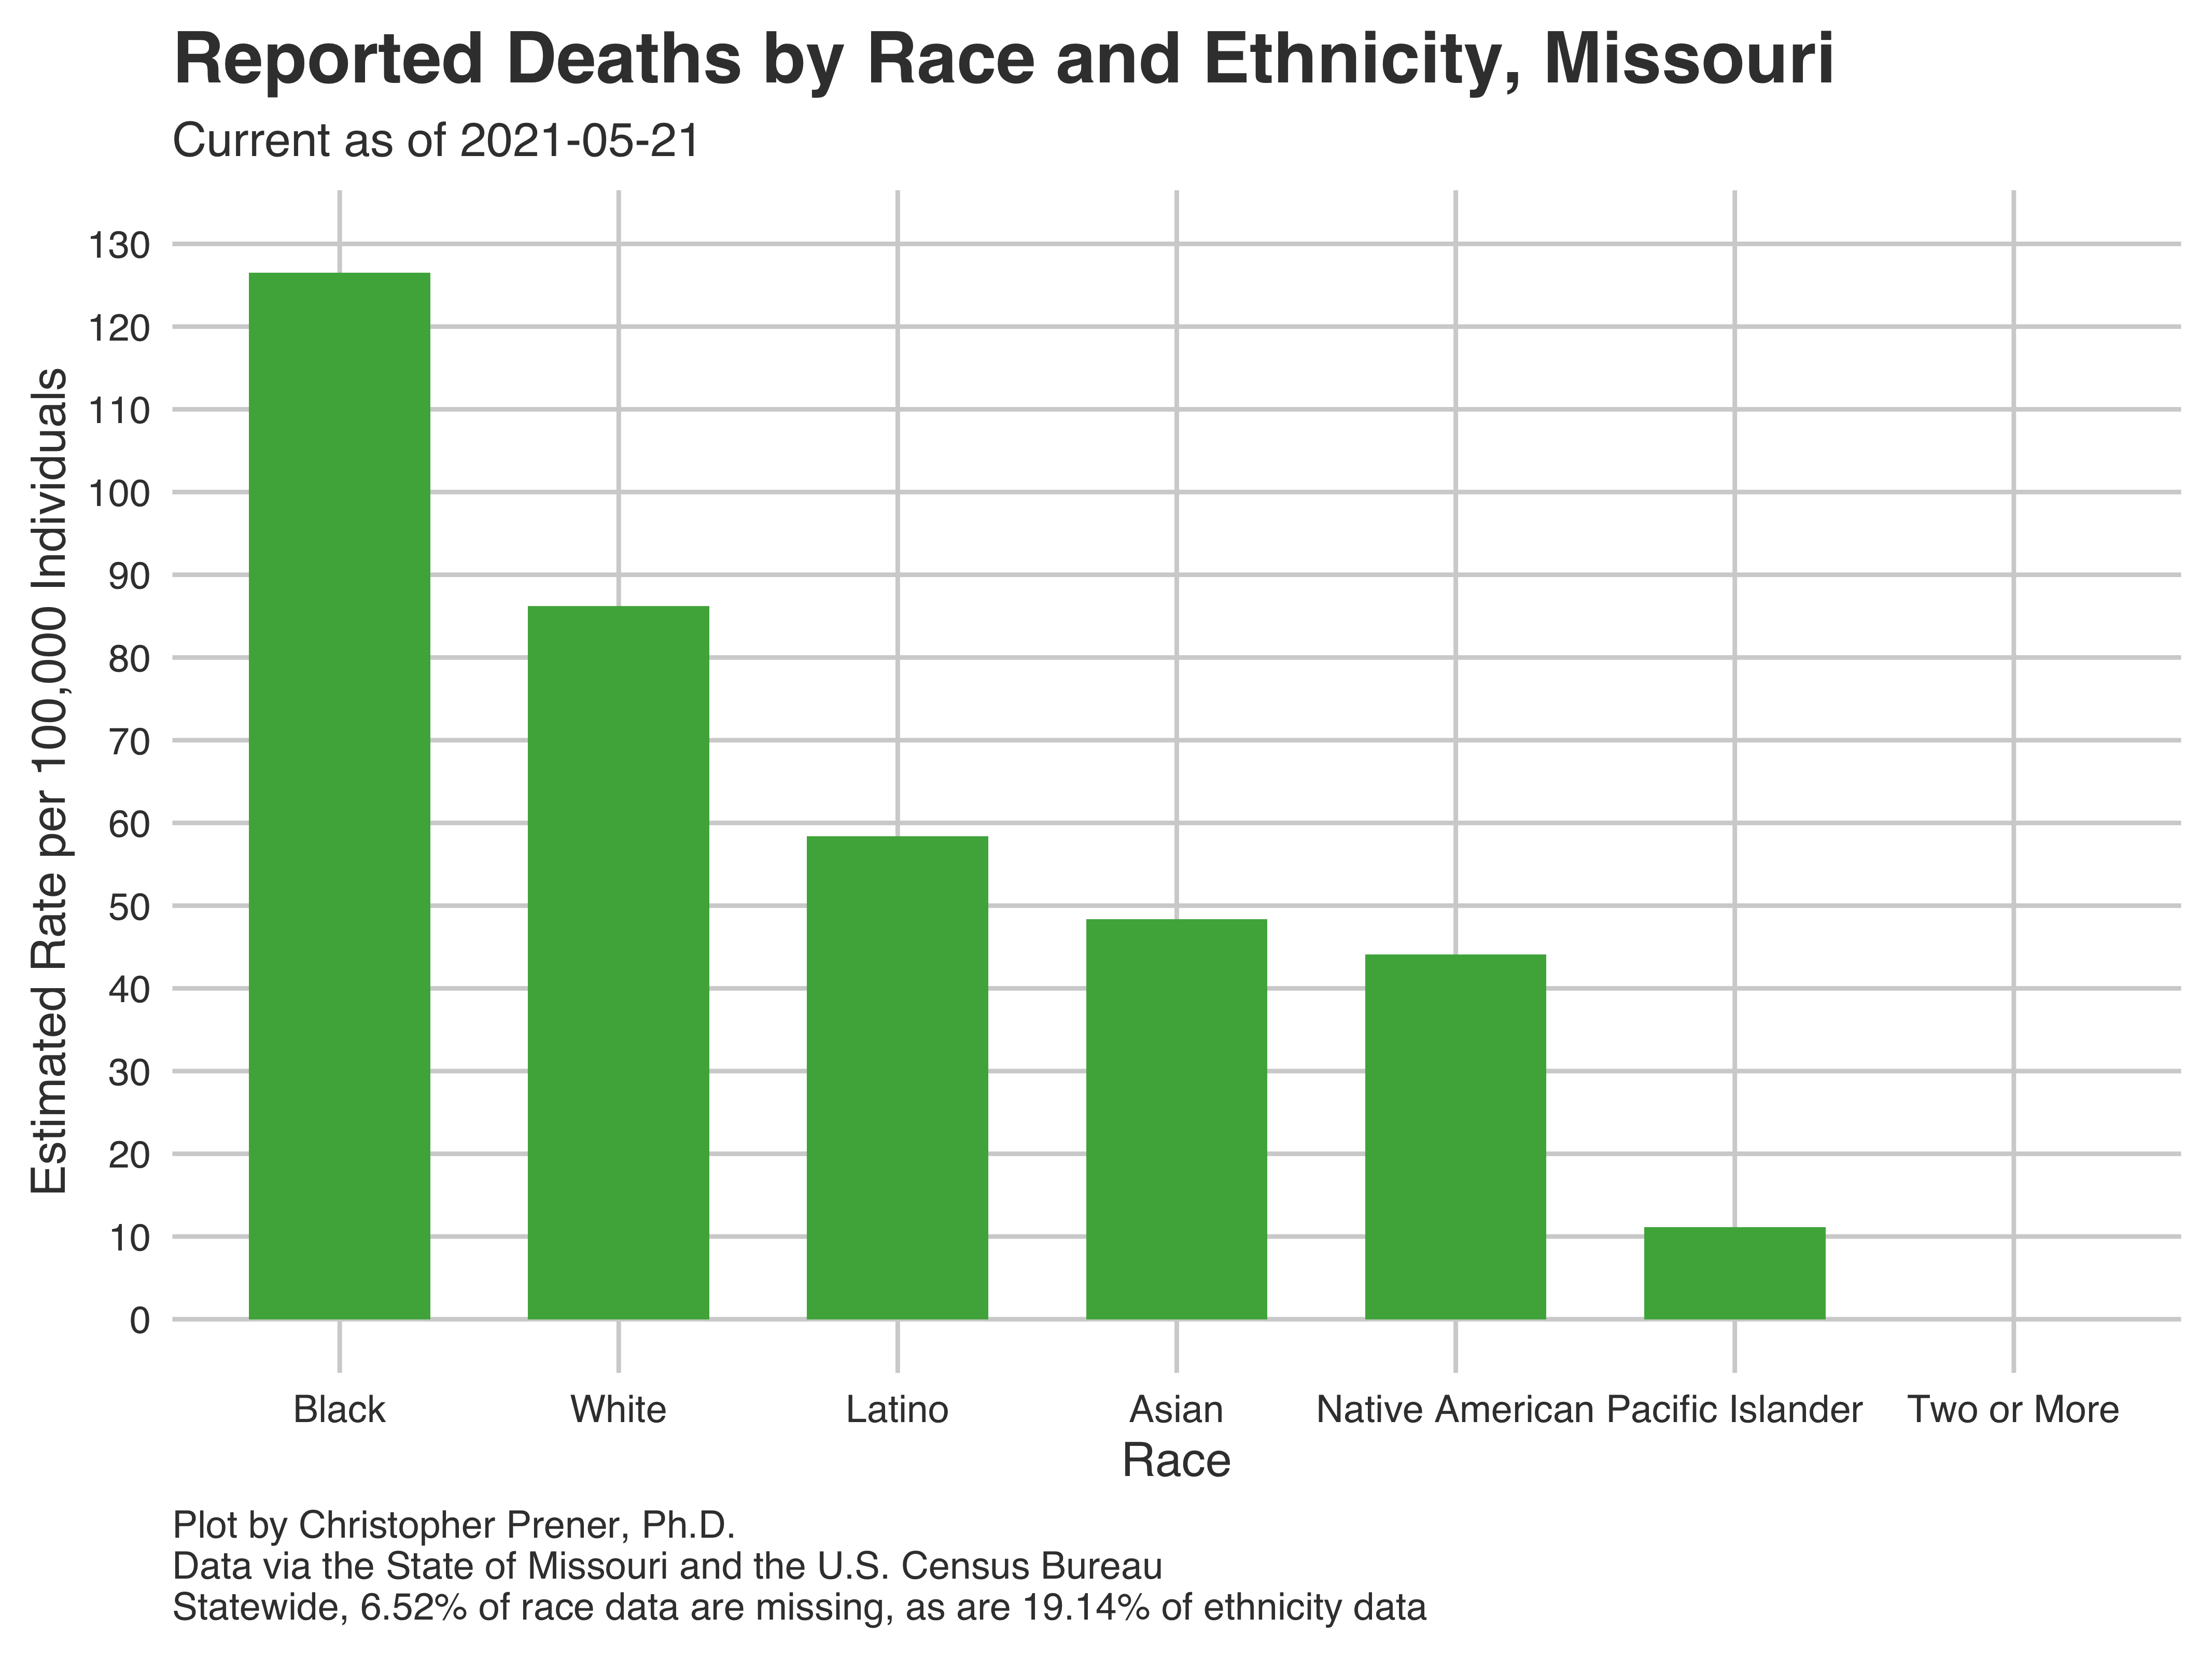 Reported Deaths by Race and Ethnicity, Missouri
Current as of 2021-05-21
Estimated Rate per 100,000 Individuals
130
120
110
100
90
80
70
60
50
40
30
20
10
0
Black White Latino Asian Native American Pacific Islander Two or More
Race
Plot by Christopher Prener, Ph.D.
Data via the State of Missouri and the U.S. Census Bureau
Statewide, 6.52% of race data are missing, as are 19.14% of ethnicity data